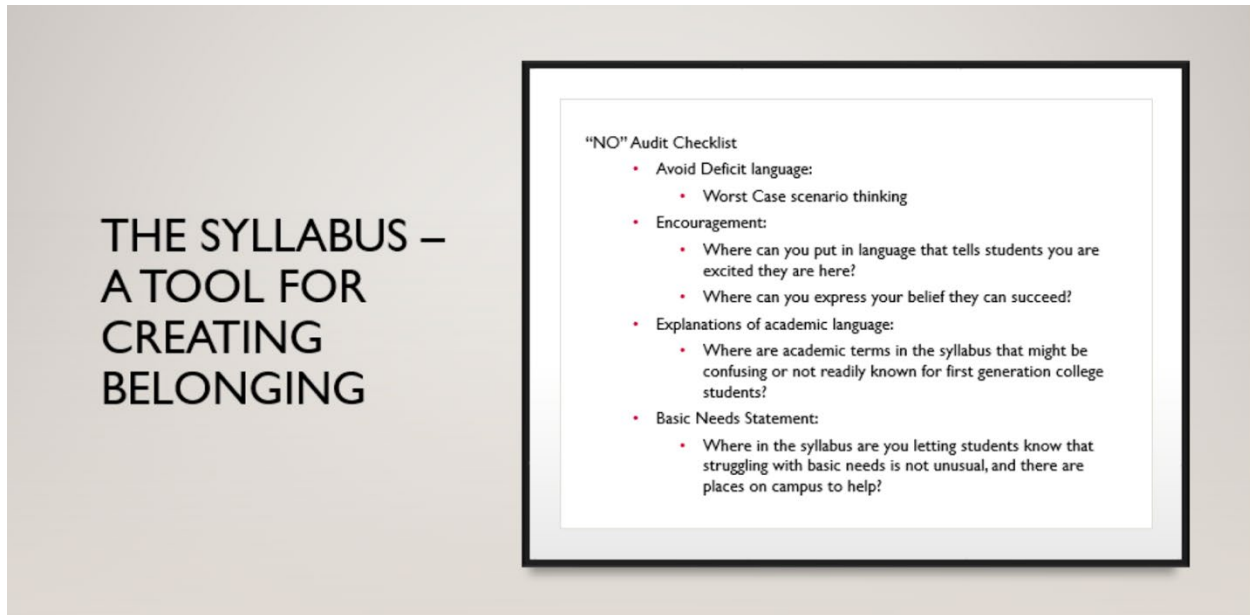 THE SYLLABUS –
A TOOL FOR
CREATING
BELONGING
“NO” Audit Checklist
• Avoid Deficit language:
• Worst Case scenario thinking
• Encouragement:
• Where can you put in language that tells students you are
excited they are here?
• Where can you express your belief they can succeed?
• Explanations of academic language:
• Where are academic terms in the syllabus that might be
confusing or not readily known for first generation college
students?
• Basic Needs Statement:
• Where in the syllabus are you letting students know that
struggling with basic needs is not unusual, and there are
places on campus to help?